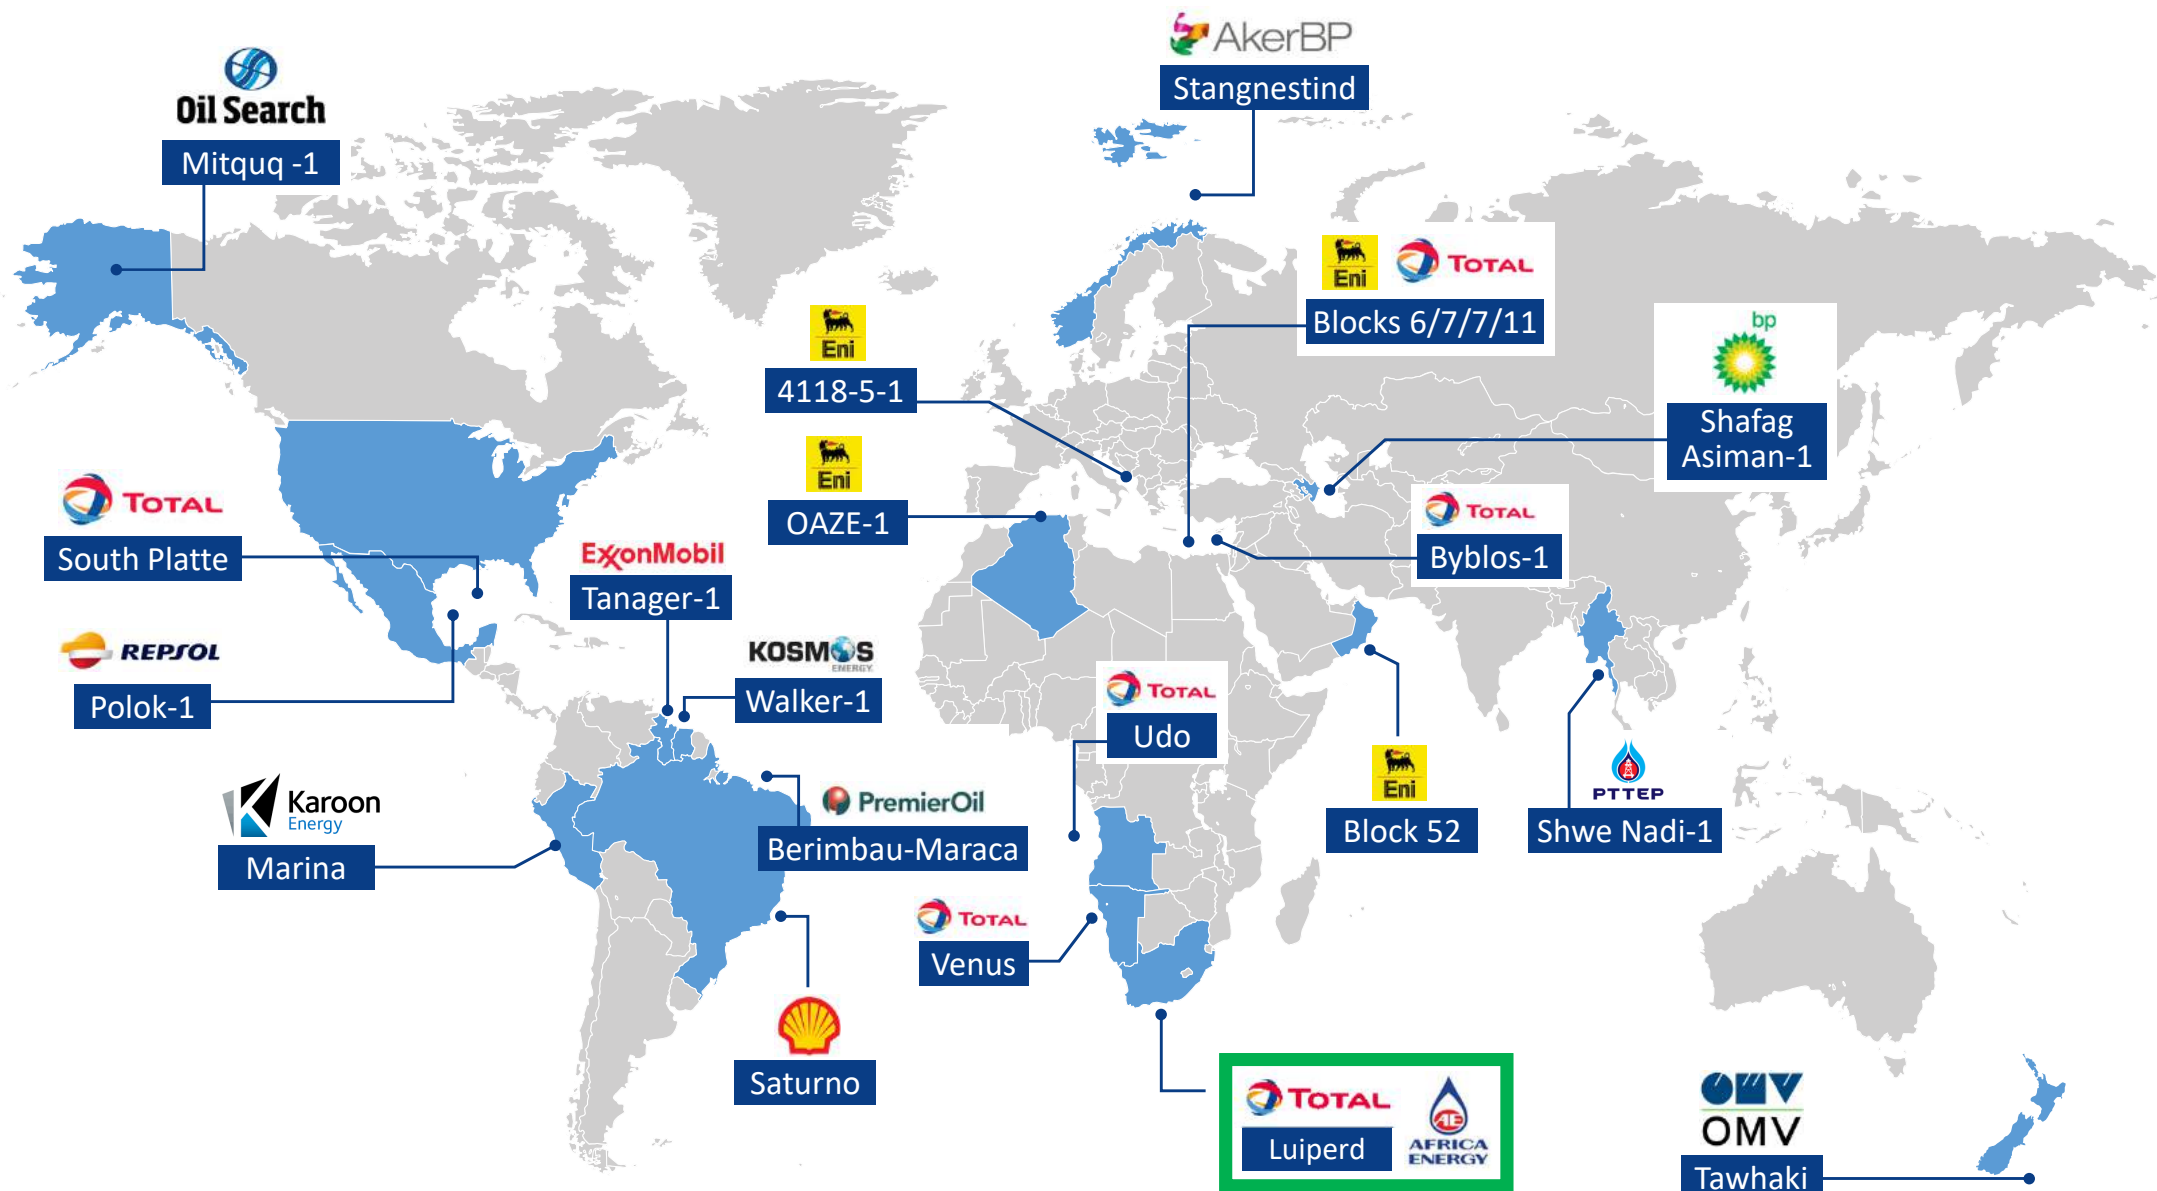 AkerBP
Stangnestind
Oil Search
Mitquq -1
Eni
TOTAL
Blocks 6/7/7/11
Eni
4118-5-1
bp
Shafag
Asiman-1
Eni
OAZE-1
TOTAL
South Platte
TOTAL
Byblos-1
ExxonMobil
Tanager-1
REPSOL
Polok-1
KOSMOS
ENERGY
Walker-1
TOTAL
Udo
Eni
Block 52
PTTEP
Shwe Nadi-1
Karoon
Energy
Marina
PremierOil
Berimbau-Maraca
TOTAL
Venus
Saturno
TOTAL
Luiperd
AE
AFRICA
ENERGY
OMV
OMV
Tawhaki